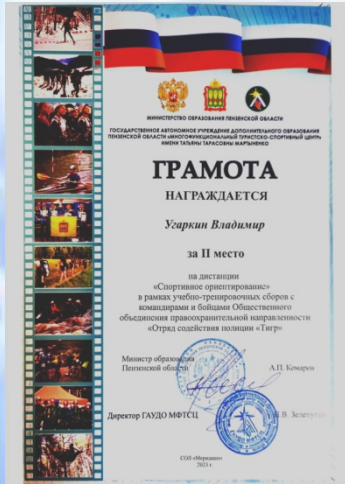 МИНИСТЕРСТВО ОБРАЗОВАНИЯ ПЕНЗЕНСКОЙ ОБЛАСТИ
ГОСУДАРСТВЕННОЕ АВТОНОМНОЕ УЧРЕЖДЕНИЕ ДОПОЛНИТЕЛЬНОГО ОБРАЗОВАНИЯ
ПЕНЗЕНСКОЙ ОБЛАСТИ «МНОГОФУНКЦИОНАЛЬНЫЙ ТУРИСТСКО-СПОРТИВНЫЙ ЦЕНТР»
ИМЕНИ ТАТЬЯНЫ ТАРАСОВНЫ МАРТЫНЕНКО
ГРАМОТА
НАГРАЖДАЕТСЯ
Угаркин Владимир
за II место
на дистанции
«Спортивное ориентирование»
в рамках учебно-тренировочных сборов с
командирами и бойцами Общественного
объединения правоохранительной направленности
«Отряд содействия полиции «Тигр»
Министр образования
Пензенской области
А.П. Комаров
Директор ГАУДО МФТСЦ
СОЛ «Меридиан»
2023 г.